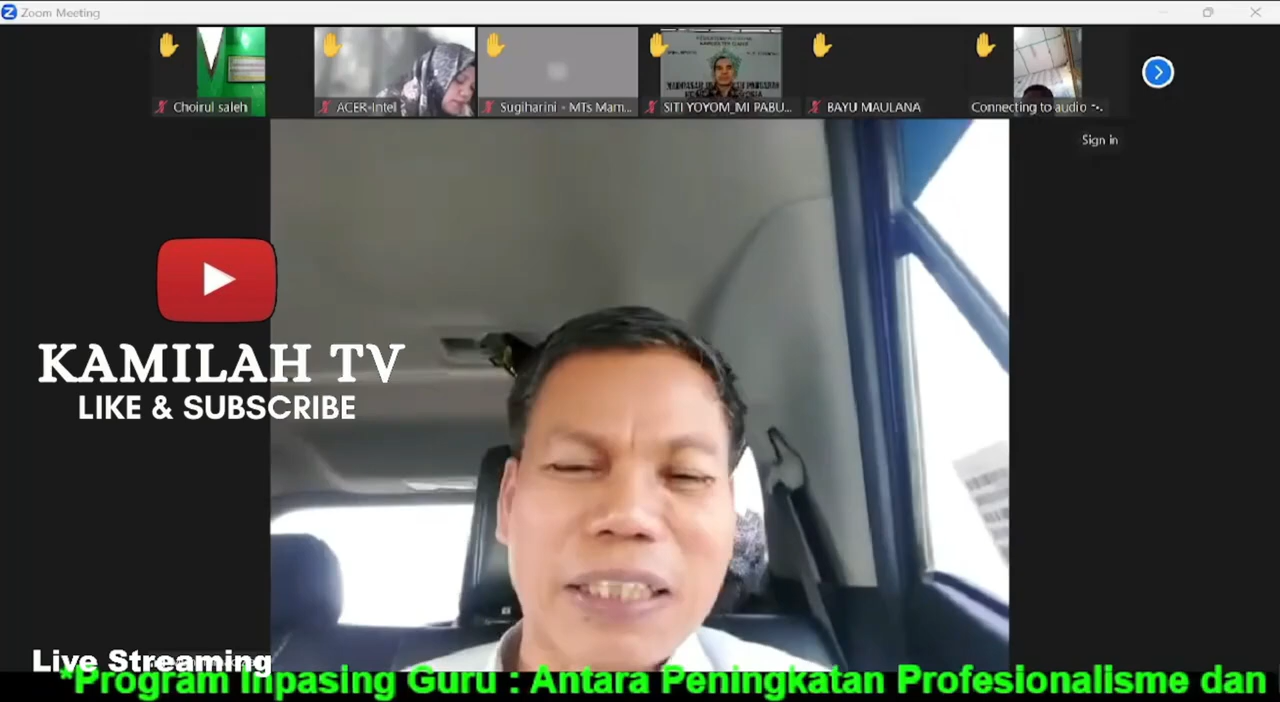 Zoom Meeting
Choirul saleh
ACER-Intel
Sugiharini - MTs Mam...
SITI YOYOM_MI PABU...
BAYU MAULANA
Connecting to audio
Sign in
KAMILAH TV
LIKE & SUBSCRIBE
Live Streaming
*Program Inpasing Guru : Antara Peningkatan Profesionalisme dan